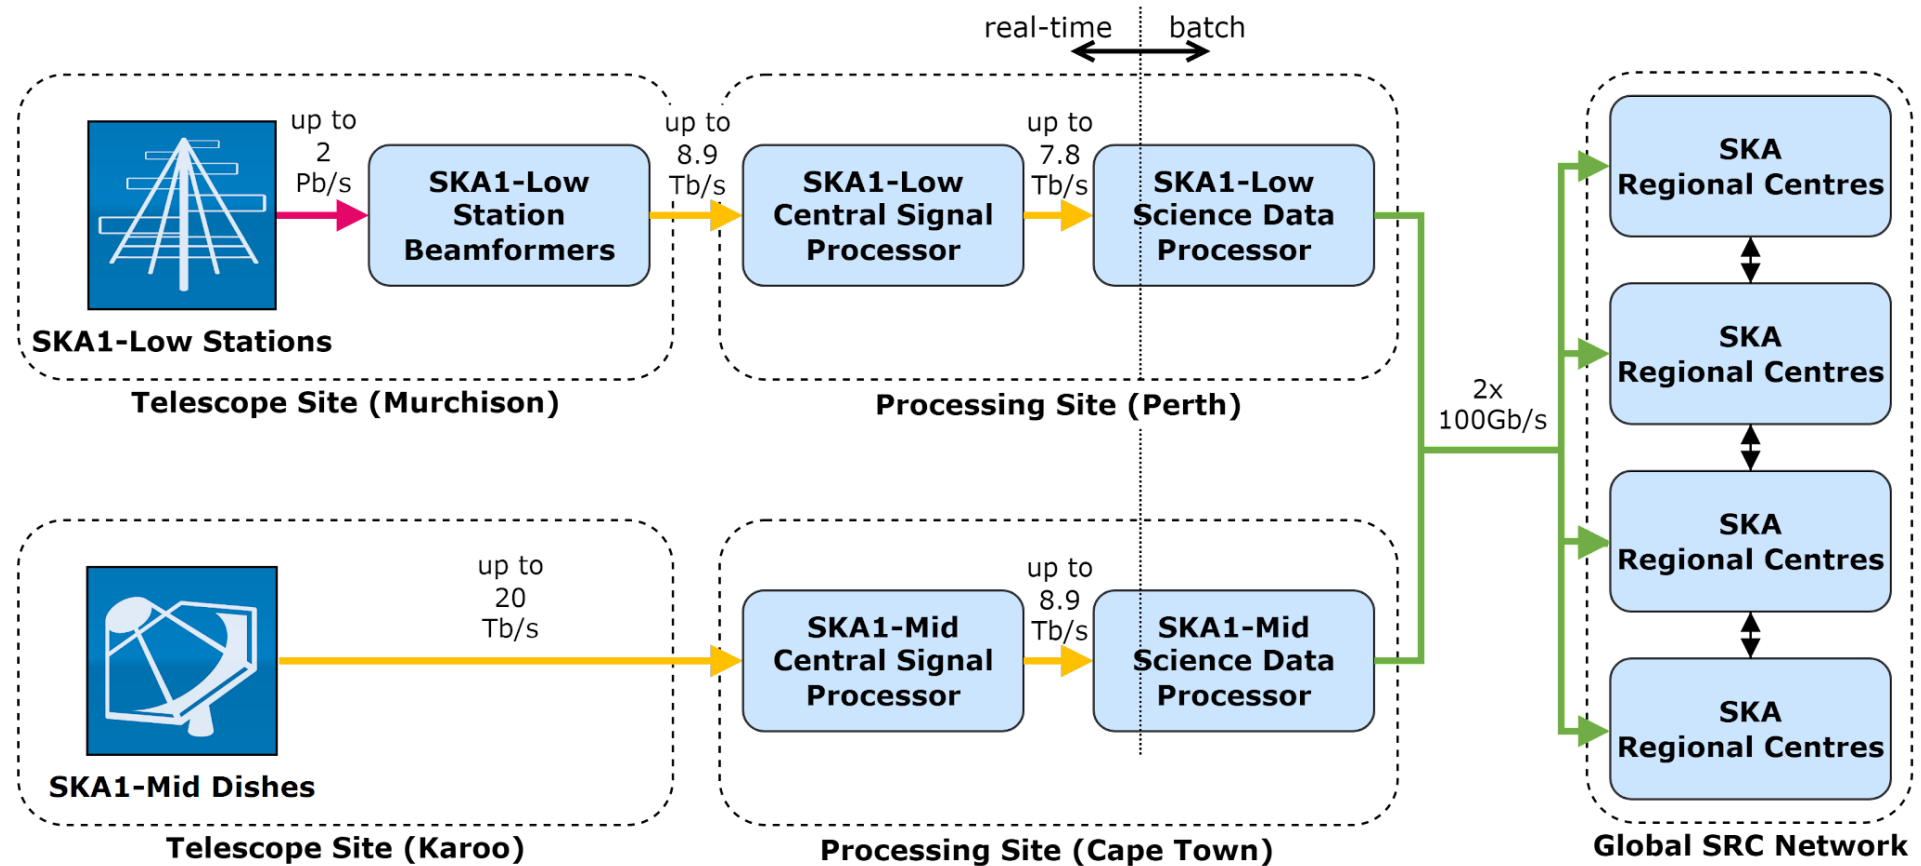 real-time
batch
up to
2
Pb/s
SKA1-Low
Station
Beamformers
up to
8.9
Tb/s
SKA1-Low
Central Signal
Processor
up to
7.8
Tb/s
SKA1-Low
Science Data
Processor
SKA1-Low Stations
Telescope Site (Murchison)
Processing Site (Perth)
2x
100Gb/s
SKA
Regional Centres
SKA
Regional Centres
SKA
Regional Centres
SKA
Regional Centres
Global SRC Network
up to
20
Tb/s
SKA1-Mid
Central Signal
Processor
up to
8.9
Tb/s
SKA1-Mid
Science Data
Processor
SKA1-Mid Dishes
Telescope Site (Karoo)
Processing Site (Cape Town)